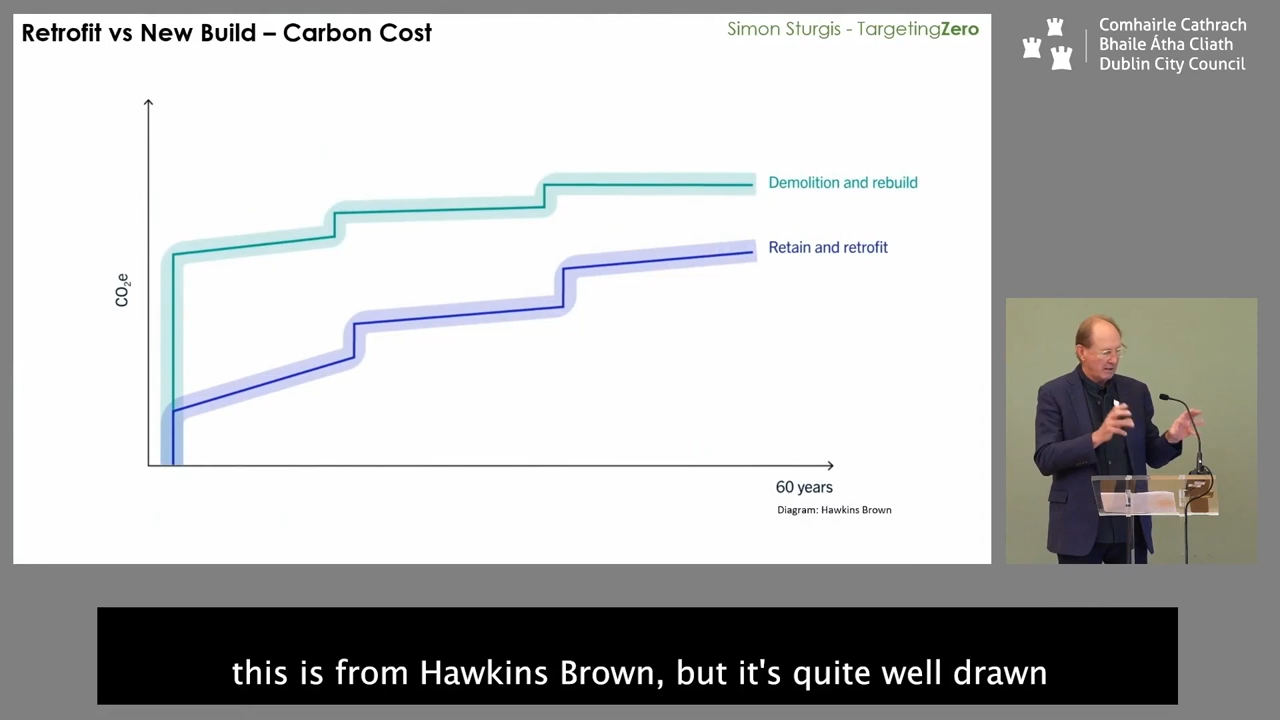 Retrofit vs New Build – Carbon Cost
Simon Sturgis - TargetingZero
Comhairle Cathrach
Bhaile Átha Cliath
Dublin City Council
Demolition and rebuild
Retain and retrofit
CO₂e
60 years
Diagram: Hawkins Brown
this is from Hawkins Brown, but it's quite well drawn